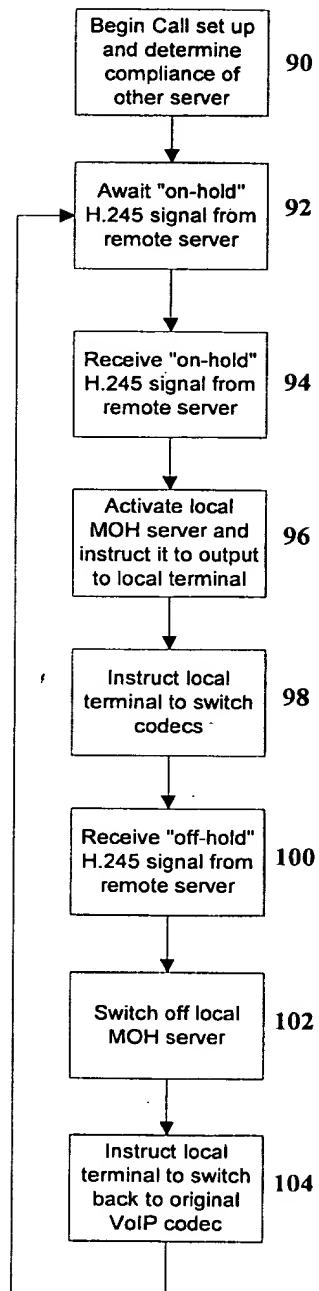 Begin Call set up
and determine
compliance of
other server
90
Await "on-hold"
H.245 signal from
remote server
92
Receive "on-hold"
H.245 signal from
remote server
94
Activate local
MOH server and
instruct it to output
to local terminal
96
Instruct local
terminal to switch
codecs
98
Receive "off-hold"
H.245 signal from
remote server
100
Switch off local
MOH server
102
Instruct local
terminal to switch
back to original
VoIP codec
104